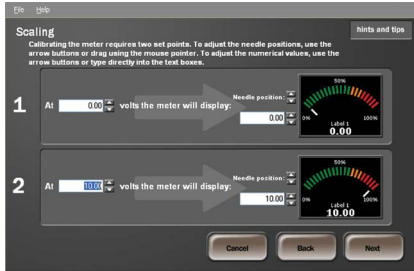 File Help
Scaling
hints and tips
Calibrating the meter requires two set points. To adjust the needle positions, use the
arrow buttons or drag using the mouse pointer. To adjust the numerical values, use the
arrow buttons or type directly into the text boxes.
1 At 0.00 volts the meter will display:
Needle position:
0.00
50%
0% 100%
Label 1
0.00
2 At 10.00 volts the meter will display:
Needle position:
10.00
50%
0% 100%
Label 1
10.00
Cancel Back Next